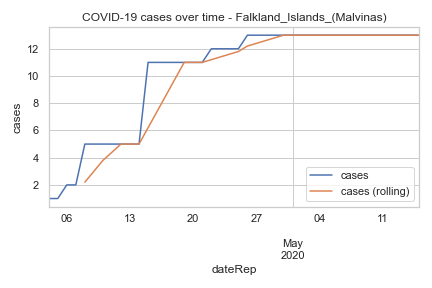 COVID-19 cases over time - Falkland_Islands_(Malvinas)
cases
12
10
8
6
4
2
cases
cases (rolling)
06 13 20 27 04 11
May
2020
dateRep